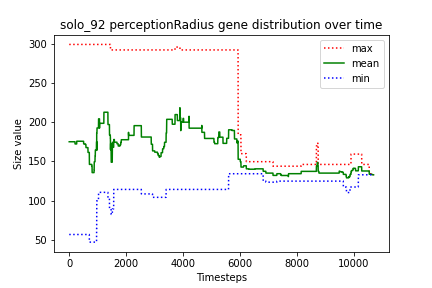 solo_92 perceptionRadius gene distribution over time
300
250
200
150
100
50
Size value
max
mean
min
0 2000 4000 6000 8000 10000
Timesteps